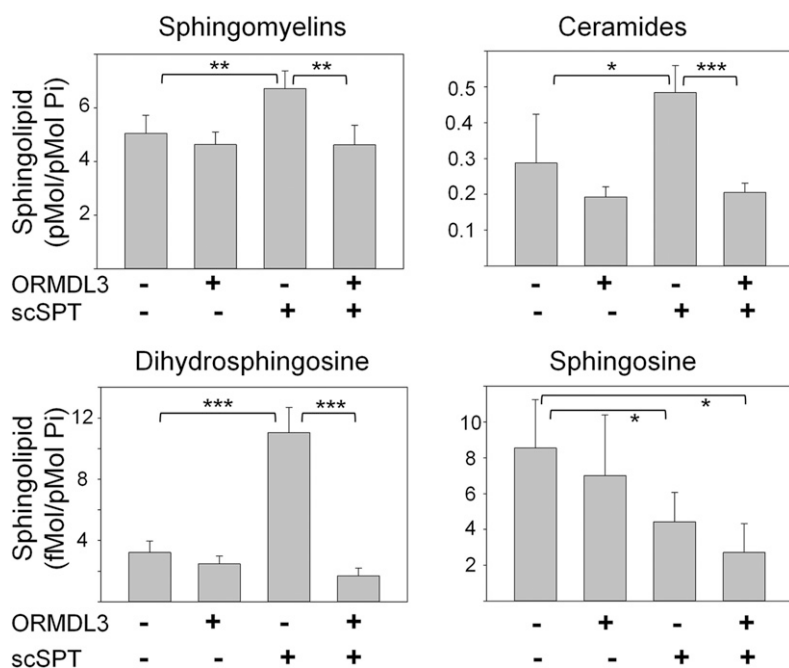 Sphingomyelins
Sphingolipid
(pMol/pMol Pi)
6
4
2
** **
ORMDL3 - + - +
scSPT - - + +
Ceramides
0.5
0.4
0.3
0.2
0.1
* ***
- + - +
- - + +
Dihydrosphingosine
Sphingolipid
(fMol/pMol Pi)
12
8
4
*** ***
ORMDL3 - + - +
scSPT - - + +
Sphingosine
10
8
6
4
2
*
*
- + - +
- - + +